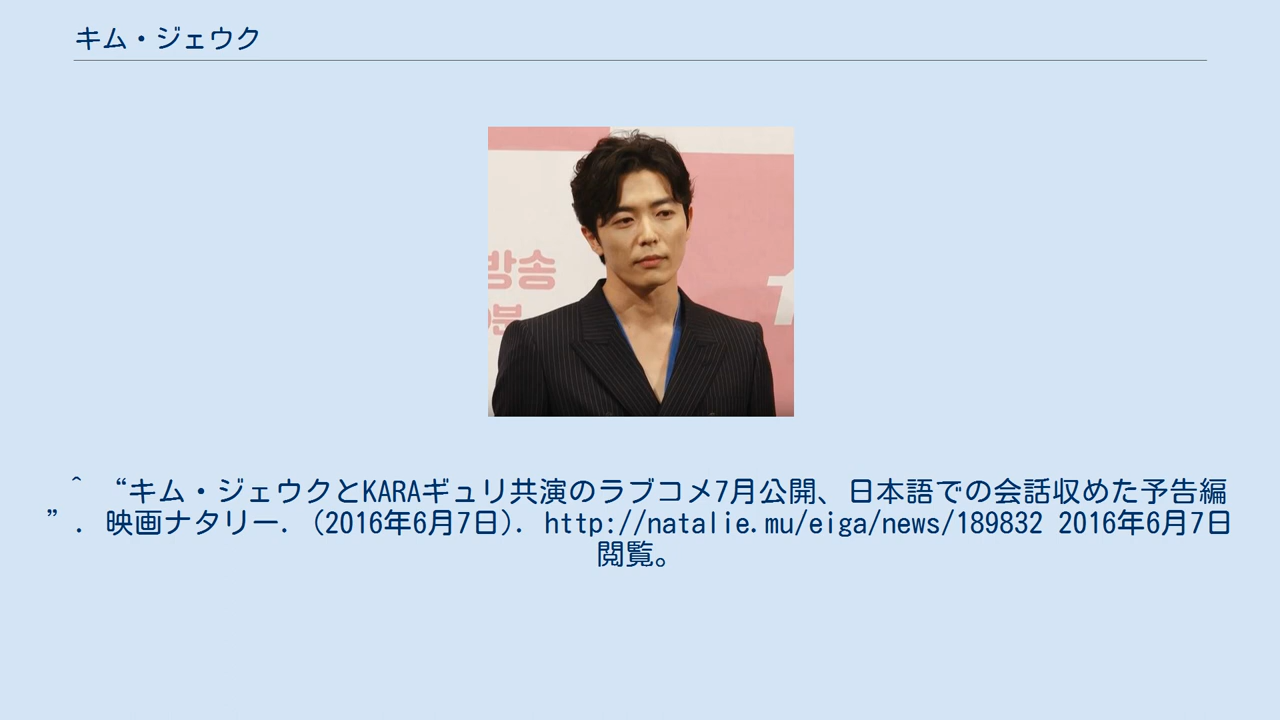 キム・ジェウク
방송
분
1
^ “キム・ジェウクとKARAギュリ共演のラブコメ7月公開、日本語での会話収めた予告編
”. 映画ナタリー. (2016年6月7日). http://natalie.mu/eiga/news/189832 2016年6月7日
閲覧。